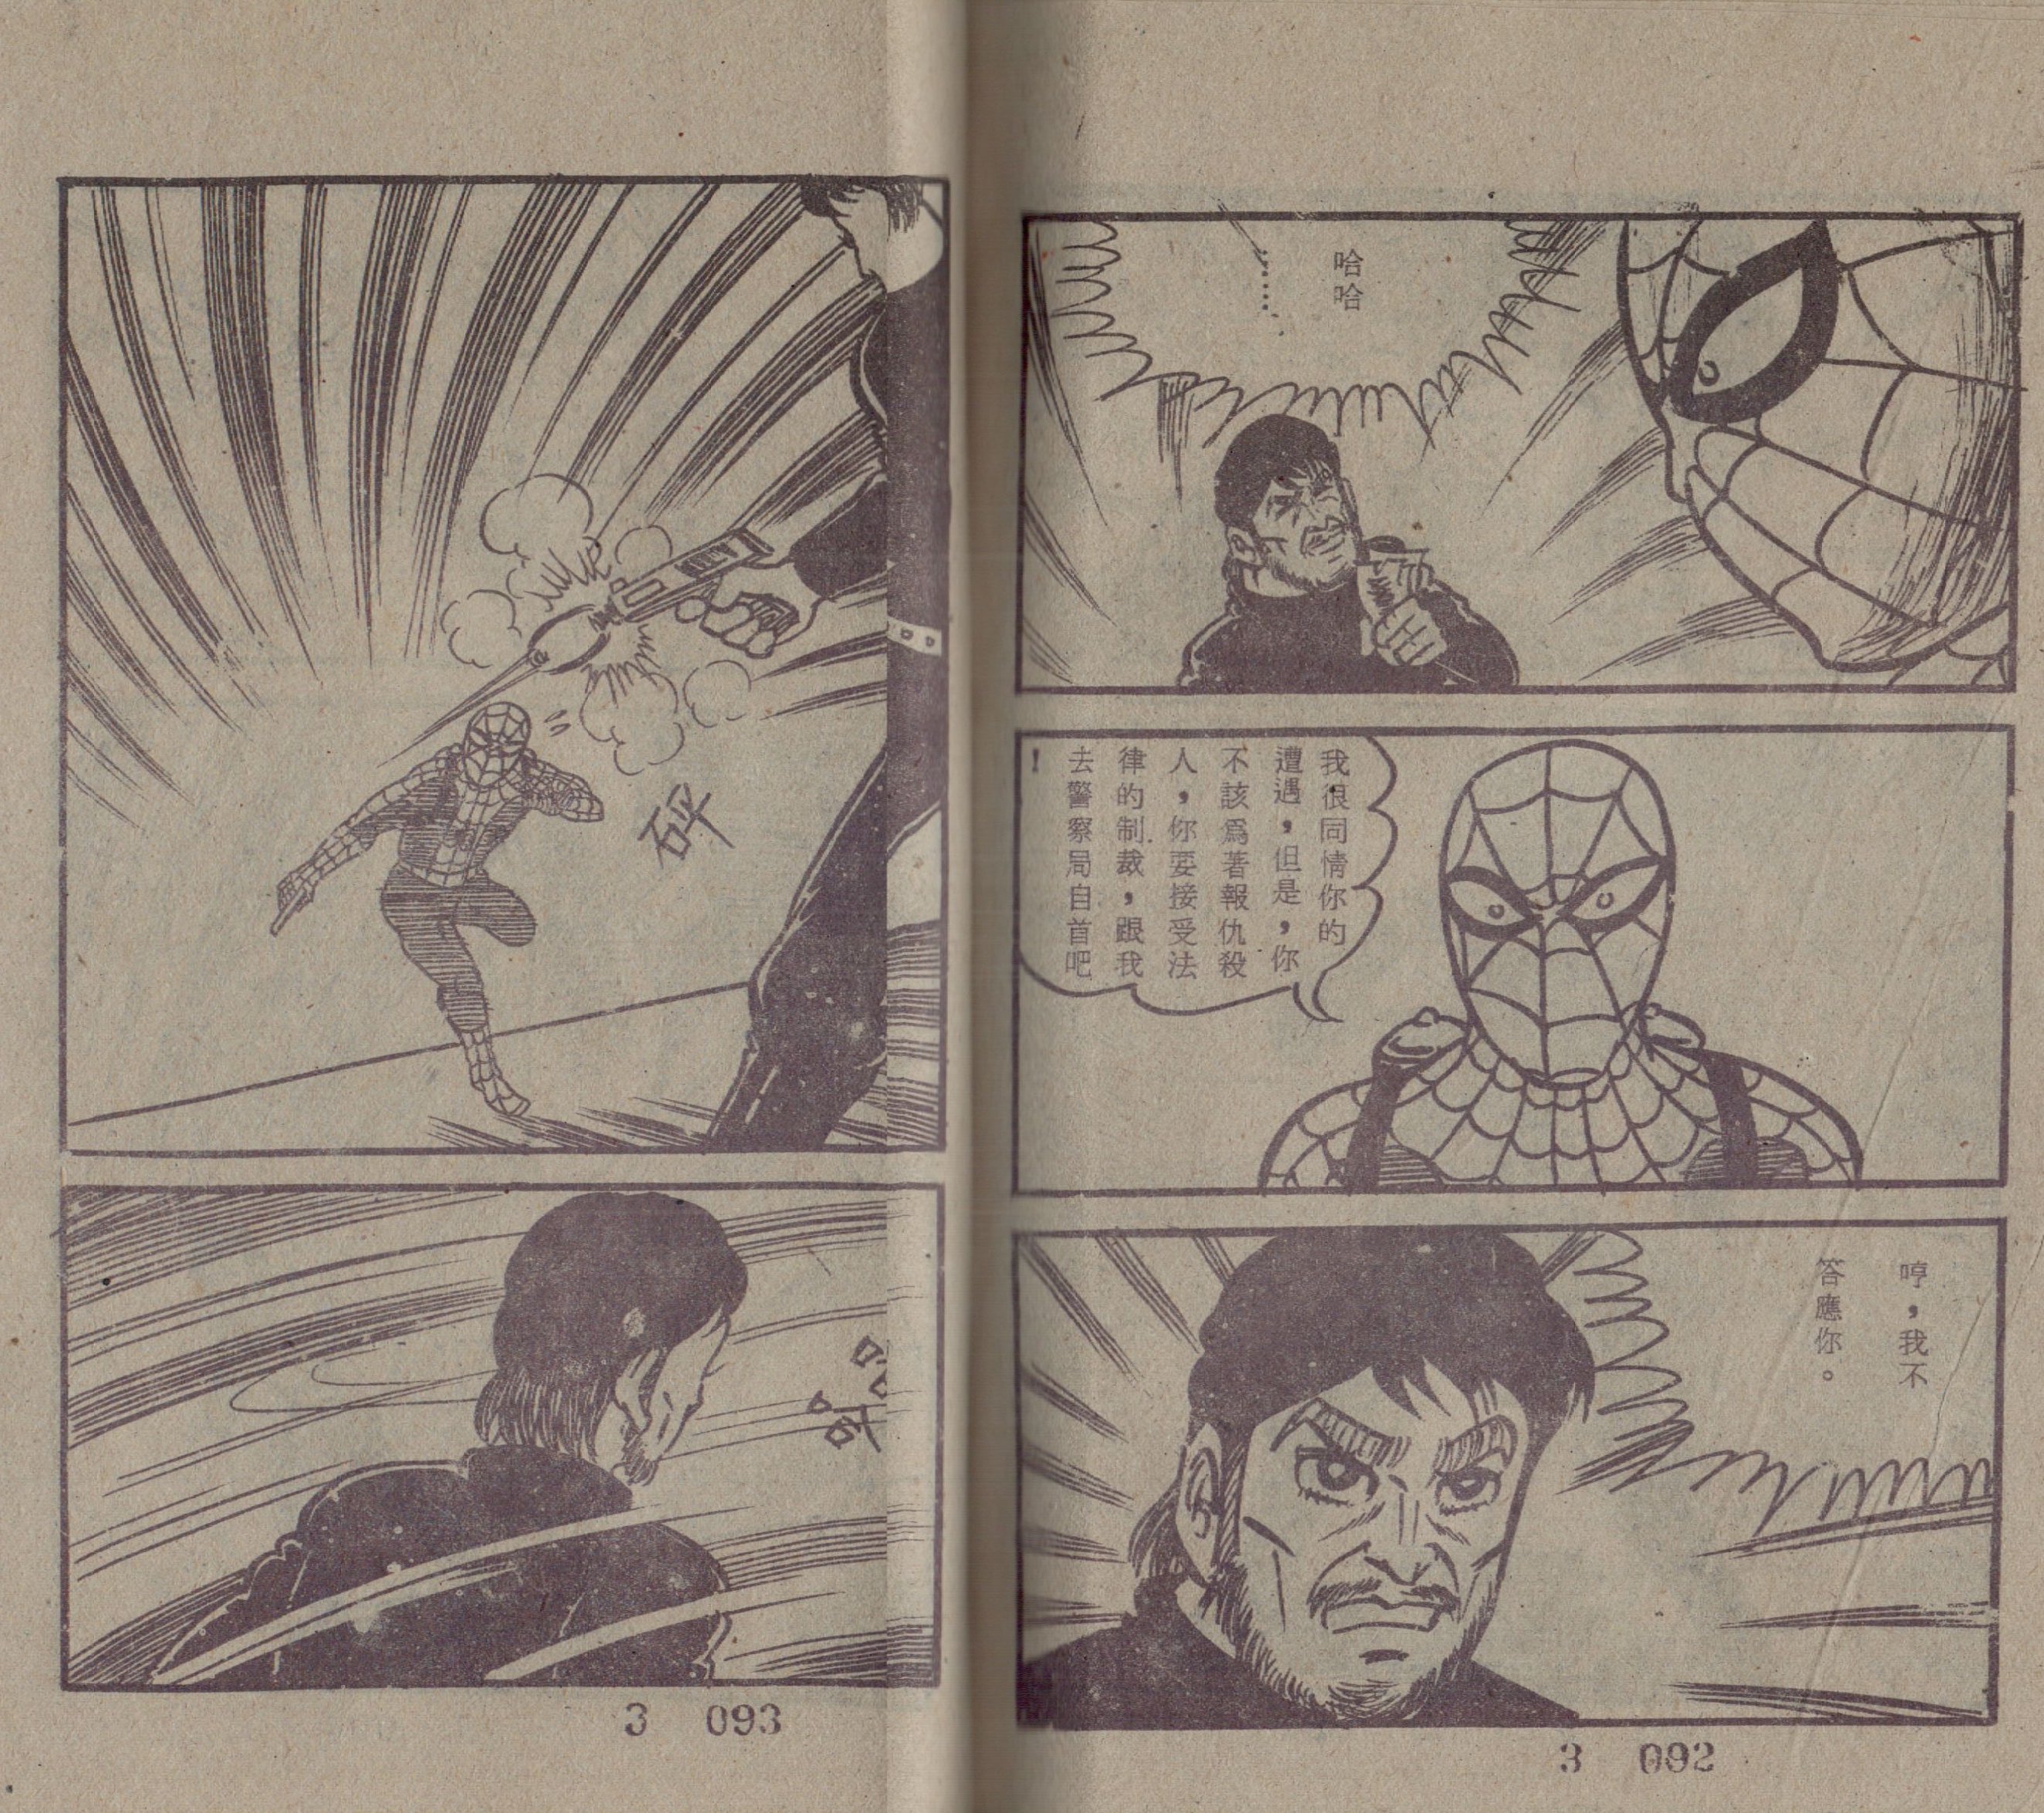 哈哈
……
我很同情你的
遭遇，但是，你
不該爲著報仇殺
人，你要接受法
律的制裁，跟我
去警察局自首吧
！
哼，我不
答應你。
3 092
砰
3 093